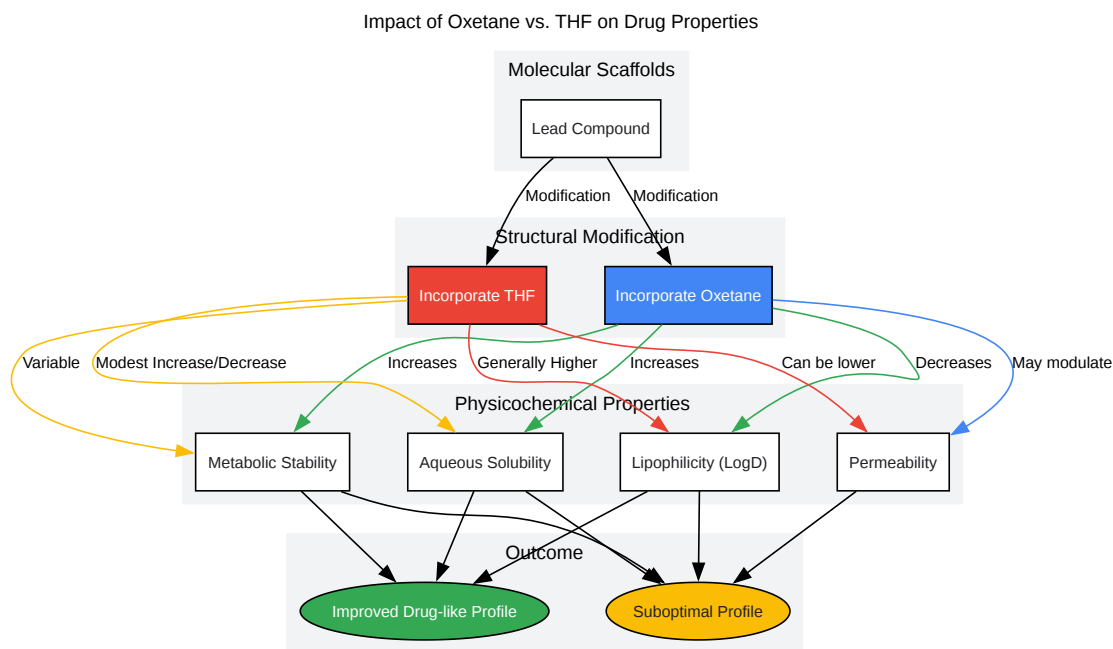 Impact of Oxetane vs. THF on Drug Properties
Molecular Scaffolds
Lead Compound
Modification
Modification
Structural Modification
Incorporate THF
Incorporate Oxetane
Variable
Modest Increase/Decrease
Increases
Generally Higher
Increases
Can be lower
Decreases
May modulate
Physicochemical Properties
Metabolic Stability
Aqueous Solubility
Lipophilicity (LogD)
Permeability
Outcome
Improved Drug-like Profile
Suboptimal Profile